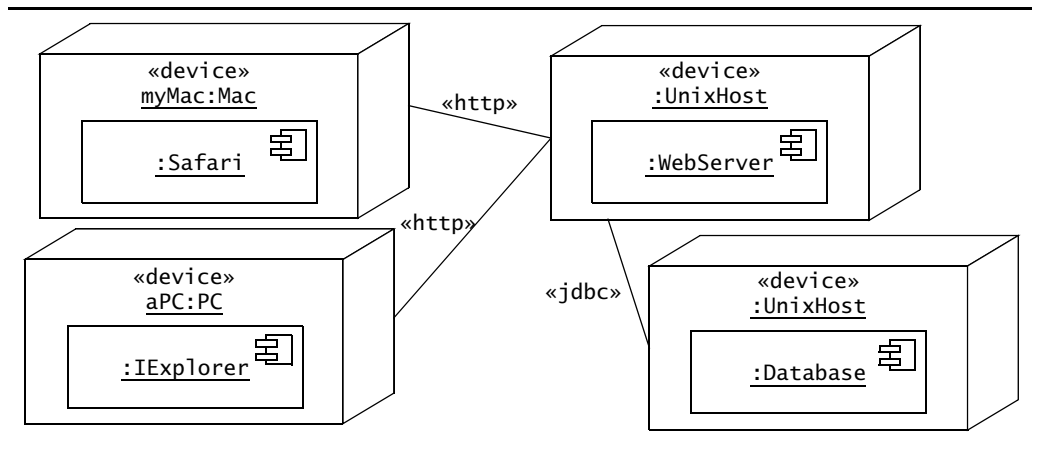 «device»
myMac:Mac
:Safari
«http»
«device»
:UnixHost
:WebServer
«http»
«device»
aPC:PC
:IExplorer
«jdbc»
«device»
:UnixHost
:Database